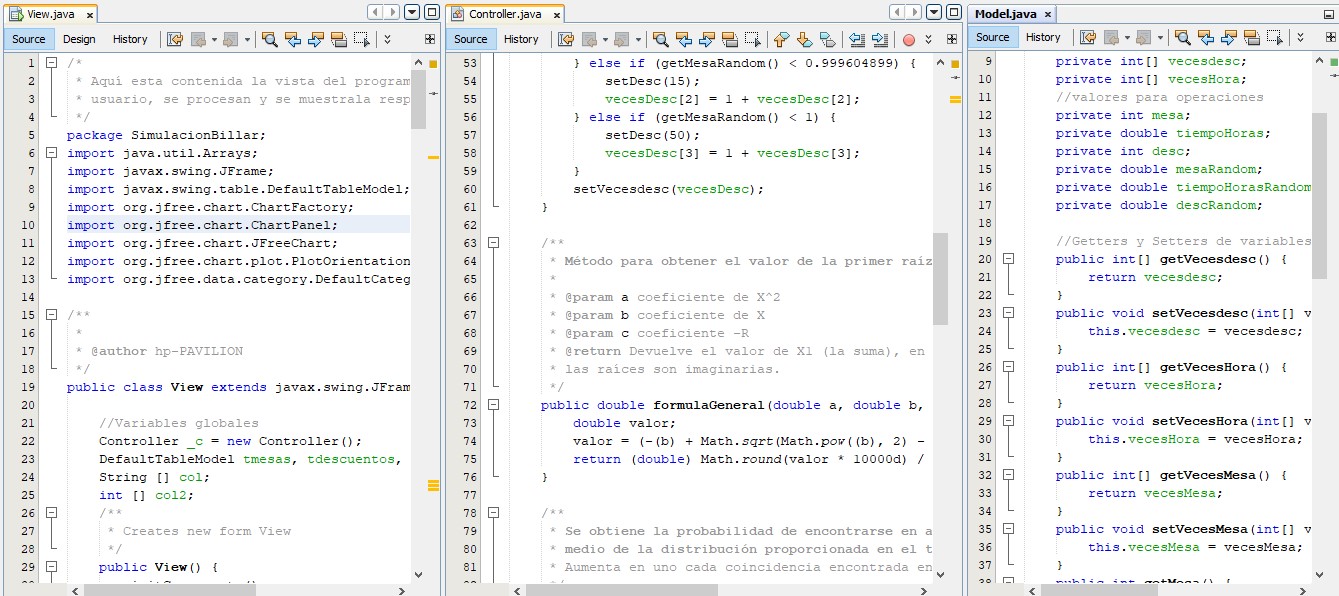 View.java
Source Design History
1 /*
2 * Aquí esta contenida la vista del program
3 * usuario, se procesan y se muestrala resp
4 */
5 package SimulacionBillar;
6 import java.util.Arrays;
7 import javax.swing.JFrame;
8 import javax.swing.table.DefaultTableModel;
9 import org.jfree.chart.ChartFactory;
10 import org.jfree.chart.ChartPanel;
11 import org.jfree.chart.JFreeChart;
12 import org.jfree.chart.plot.PlotOrientation
13 import org.jfree.data.category.DefaultCateg
14
15 /**
16 *
17 * @author hp-PAVILION
18 */
19 public class View extends javax.swing.JFram
20
21 //Variables globales
22 Controller _c = new Controller();
23 DefaultTableModel tmesas, tdescuentos,
24 String [] col;
25 int [] col2;
26 /**
27 * Creates new form View
28 */
29 public View() {
Controller.java
Source History
53 } else if (getMesaRandom() < 0.999604899) {
54 setDesc(15);
55 vecesDesc[2] = 1 + vecesDesc[2];
56 } else if (getMesaRandom() < 1) {
57 setDesc(50);
58 vecesDesc[3] = 1 + vecesDesc[3];
59 }
60 setVecesdesc(vecesDesc);
61 }
62
63 /**
64 * Método para obtener el valor de la primer raiz
65 *
66 * @param a coeficiente de X^2
67 * @param b coeficiente de X
68 * @param c coeficiente -R
69 * @return Devuelve el valor de X1 (la suma), en
70 * las raices son imaginarias.
71 */
72 public double formulaGeneral(double a, double b,
73 double valor;
74 valor = (-(b) + Math.sqrt(Math.pow((b), 2) -
75 return (double) Math.round(valor * 10000d) /
76 }
77
78 /**
79 * Se obtiene la probabilidad de encontrarse en a
80 * medio de la distribución proporcionada en el t
81 * Aumenta en uno cada coincidencia encontrada en
Model.java
Source History
9 private int[] vecesdesc;
10 private int[] vecesHora;
11 //valores para operaciones
12 private int mesa;
13 private double tiempoHoras;
14 private int desc;
15 private double mesaRandom;
16 private double tiempoHorasRandom
17 private double descRandom;
18
19 //Getters y Setters de variables
20 public int[] getVecesdesc() {
21 return vecesdesc;
22 }
23 public void setVecesdesc(int[] v
24 this.vecesdesc = vecesdesc;
25 }
26 public int[] getVecesHora() {
27 return vecesHora;
28 }
29 public void setVecesHora(int[] v
30 this.vecesHora = vecesHora;
31 }
32 public int[] getVecesMesa() {
33 return vecesMesa;
34 }
35 public void setVecesMesa(int[] v
36 this.vecesMesa = vecesMesa;
37 }
38 public int getMesa() {